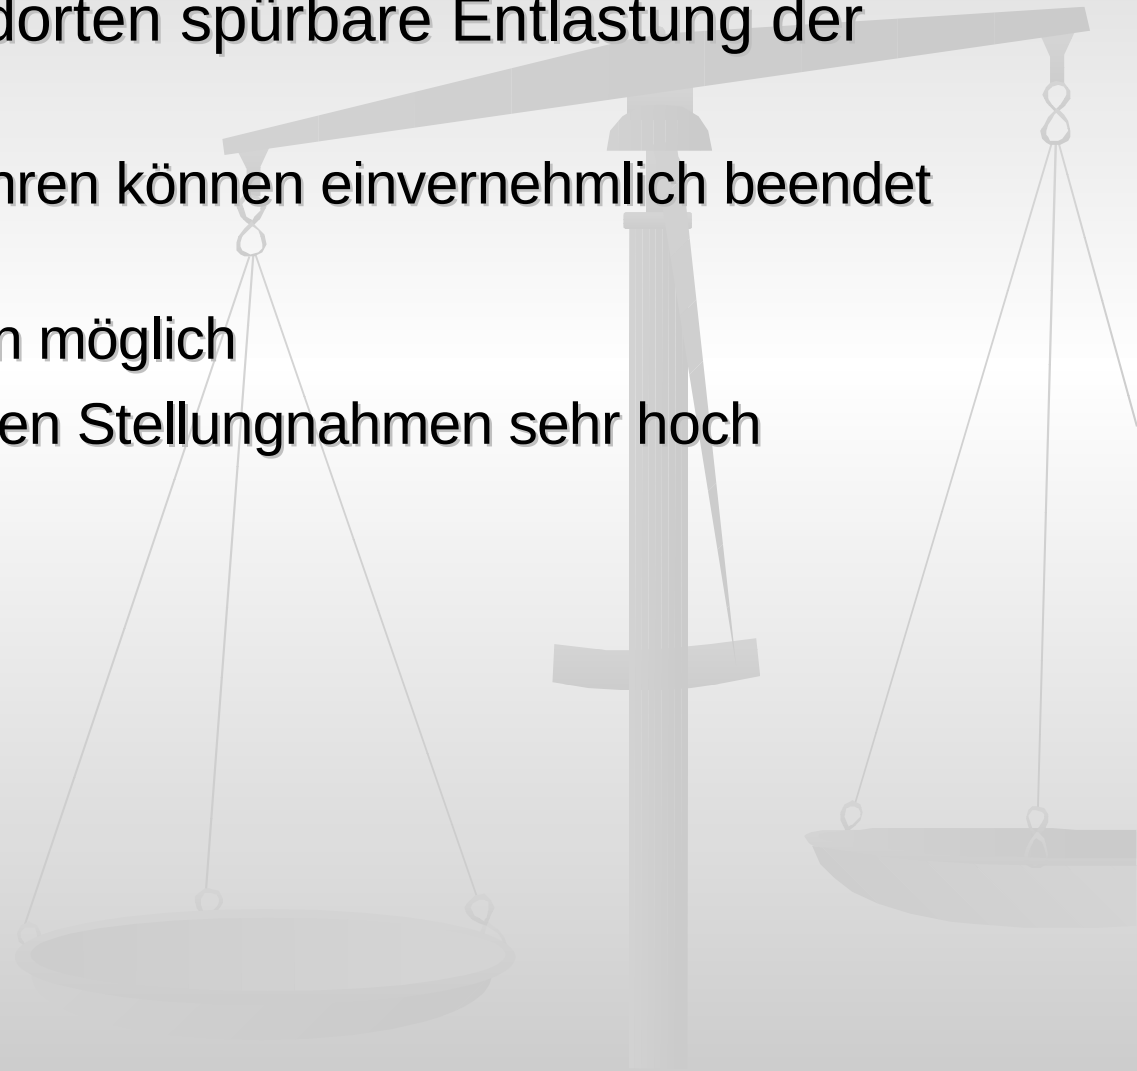 dorten spürbare Entlastung der
hren können einvernehmlich beendet
n möglich
en Stellungnahmen sehr hoch